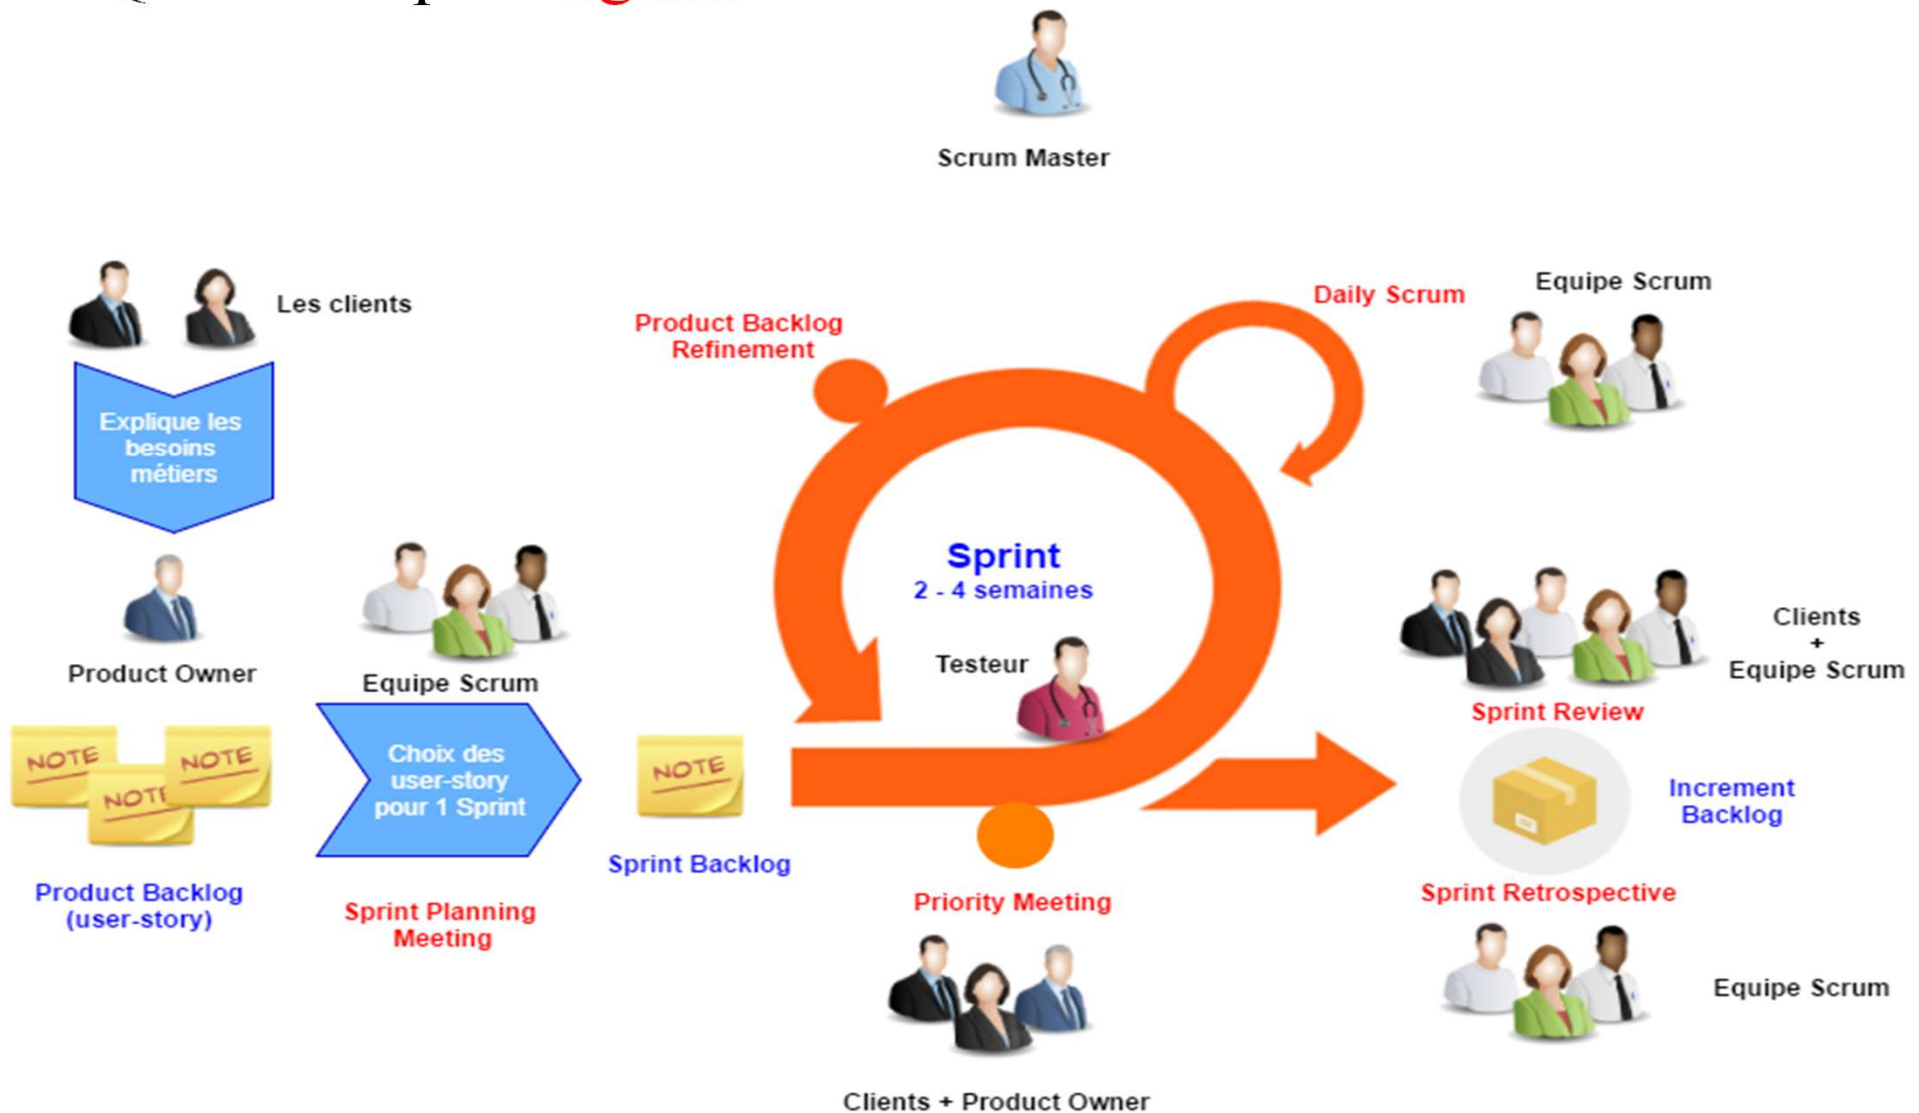 Scrum Master
Les clients
Explique les
besoins
métiers
Product Owner
Equipe Scrum
NOTE
NOTE
NOTE
Product Backlog
(user-story)
Choix des
user-story
pour 1 Sprint
Sprint Planning
Meeting
NOTE
Sprint Backlog
Product Backlog
Refinement
Daily Scrum
Equipe Scrum
Sprint
2 - 4 semaines
Testeur
Priority Meeting
Clients + Product Owner
Clients
+
Equipe Scrum
Sprint Review
Increment
Backlog
Sprint Retrospective
Equipe Scrum